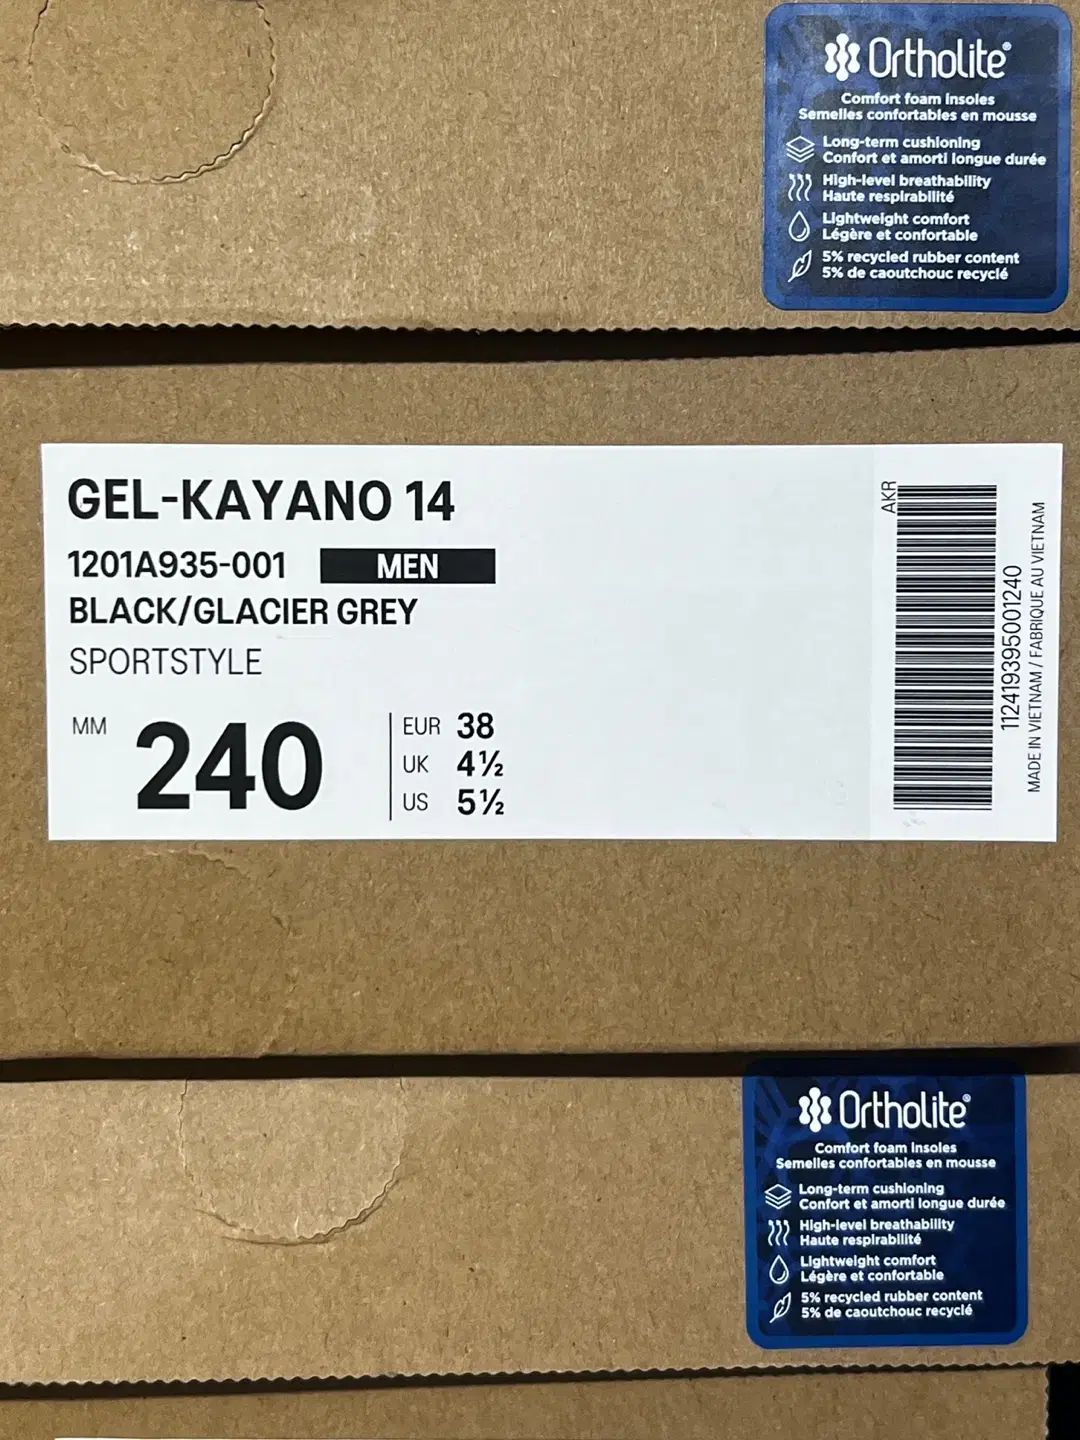 Ortholite®
Comfort foam insoles
Semelles confortables en mousse
Long-term cushioning
Confort et amorti longue durée
High-level breathability
Haute respirabilité
Lightweight comfort
Légère et confortable
5% recycled rubber content
5% de caoutchouc recyclé
GEL-KAYANO 14
1201A935-001 MEN
BLACK/GLACIER GREY
SPORTSTYLE
MM 240
EUR 38
UK 4½
US 5½
AKR
112419395001240
MADE IN VIETNAM / FABRIQUE AU VIETNAM
Ortholite®
Comfort foam insoles
Semelles confortables en mousse
Long-term cushioning
Confort et amorti longue durée
High-level breathability
Haute respirabilité
Lightweight comfort
Légère et confortable
5% recycled rubber content
5% de caoutchouc recyclé